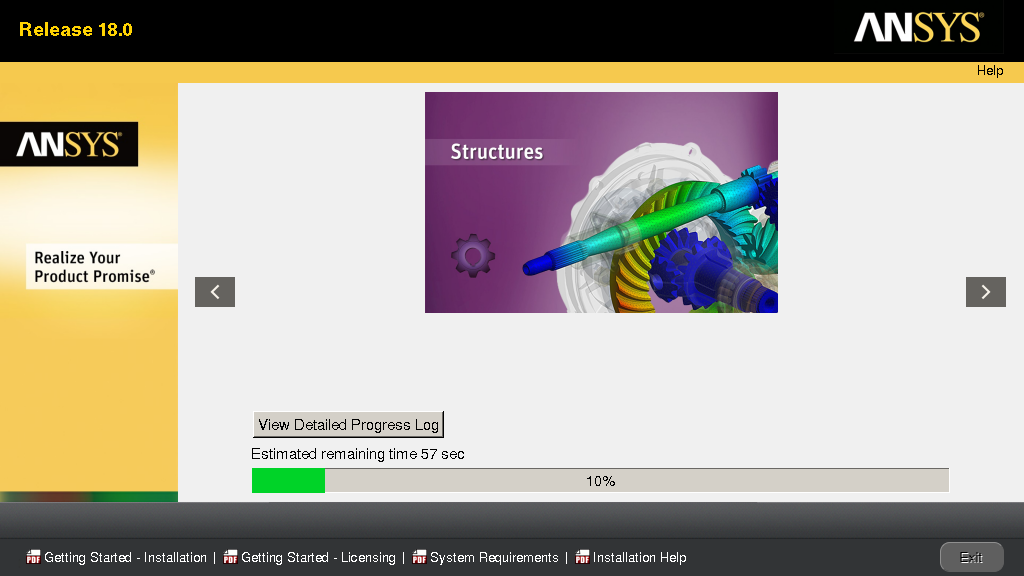 Release 18.0
ANSYS®
Help
ANSYS®
Structures
Realize Your
Product Promise®
View Detailed Progress Log
Estimated remaining time 57 sec
10%
PDF Getting Started - Installation | PDF Getting Started - Licensing | PDF System Requirements | PDF Installation Help
Exit